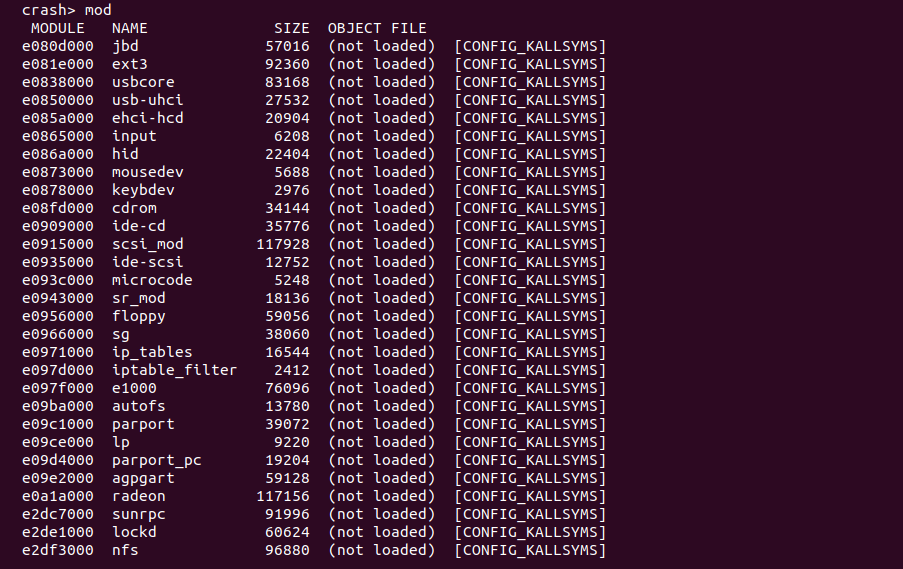 crash> mod
 MODULE   NAME              SIZE  OBJECT FILE
e080d000  jbd              57016  (not loaded)  [CONFIG_KALLSYMS]
e081e000  ext3             92360  (not loaded)  [CONFIG_KALLSYMS]
e0838000  usbcore          83168  (not loaded)  [CONFIG_KALLSYMS]
e0850000  usb-uhci         27532  (not loaded)  [CONFIG_KALLSYMS]
e085a000  ehci-hcd         20904  (not loaded)  [CONFIG_KALLSYMS]
e0865000  input             6208  (not loaded)  [CONFIG_KALLSYMS]
e086a000  hid              22404  (not loaded)  [CONFIG_KALLSYMS]
e0873000  mousedev          5688  (not loaded)  [CONFIG_KALLSYMS]
e0878000  keybdev           2976  (not loaded)  [CONFIG_KALLSYMS]
e08fd000  cdrom            34144  (not loaded)  [CONFIG_KALLSYMS]
e0909000  ide-cd           35776  (not loaded)  [CONFIG_KALLSYMS]
e0915000  scsi_mod        117928  (not loaded)  [CONFIG_KALLSYMS]
e0935000  ide-scsi         12752  (not loaded)  [CONFIG_KALLSYMS]
e093c000  microcode         5248  (not loaded)  [CONFIG_KALLSYMS]
e0943000  sr_mod           18136  (not loaded)  [CONFIG_KALLSYMS]
e0956000  floppy           59056  (not loaded)  [CONFIG_KALLSYMS]
e0966000  sg               38060  (not loaded)  [CONFIG_KALLSYMS]
e0971000  ip_tables        16544  (not loaded)  [CONFIG_KALLSYMS]
e097d000  iptable_filter    2412  (not loaded)  [CONFIG_KALLSYMS]
e097f000  e1000            76096  (not loaded)  [CONFIG_KALLSYMS]
e09ba000  autofs           13780  (not loaded)  [CONFIG_KALLSYMS]
e09c1000  parport          39072  (not loaded)  [CONFIG_KALLSYMS]
e09ce000  lp                9220  (not loaded)  [CONFIG_KALLSYMS]
e09d4000  parport_pc       19204  (not loaded)  [CONFIG_KALLSYMS]
e09e2000  agpgart          59128  (not loaded)  [CONFIG_KALLSYMS]
e0a1a000  radeon          117156  (not loaded)  [CONFIG_KALLSYMS]
e2dc7000  sunrpc           91996  (not loaded)  [CONFIG_KALLSYMS]
e2de1000  lockd            60624  (not loaded)  [CONFIG_KALLSYMS]
e2df3000  nfs              96880  (not loaded)  [CONFIG_KALLSYMS]